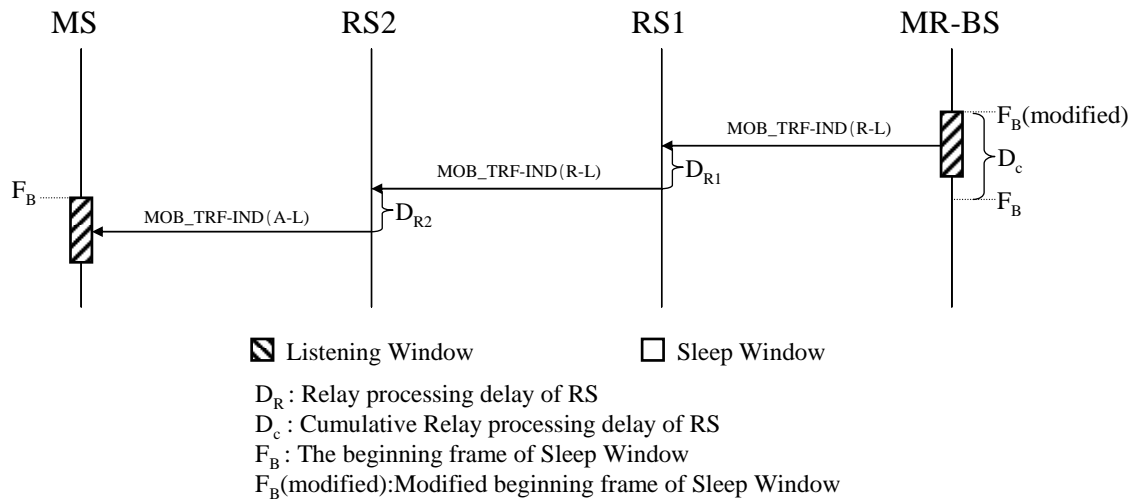 MS RS2 RS1 MR-BS
F_B(modified)
MOB_TRF-IND(R-L)
D_c
D_R1
MOB_TRF-IND(R-L)
F_B
F_B
MOB_TRF-IND(A-L)
D_R2
Listening Window Sleep Window
D_R : Relay processing delay of RS
D_c : Cumulative Relay processing delay of RS
F_B : The beginning frame of Sleep Window
F_B(modified):Modified beginning frame of Sleep Window